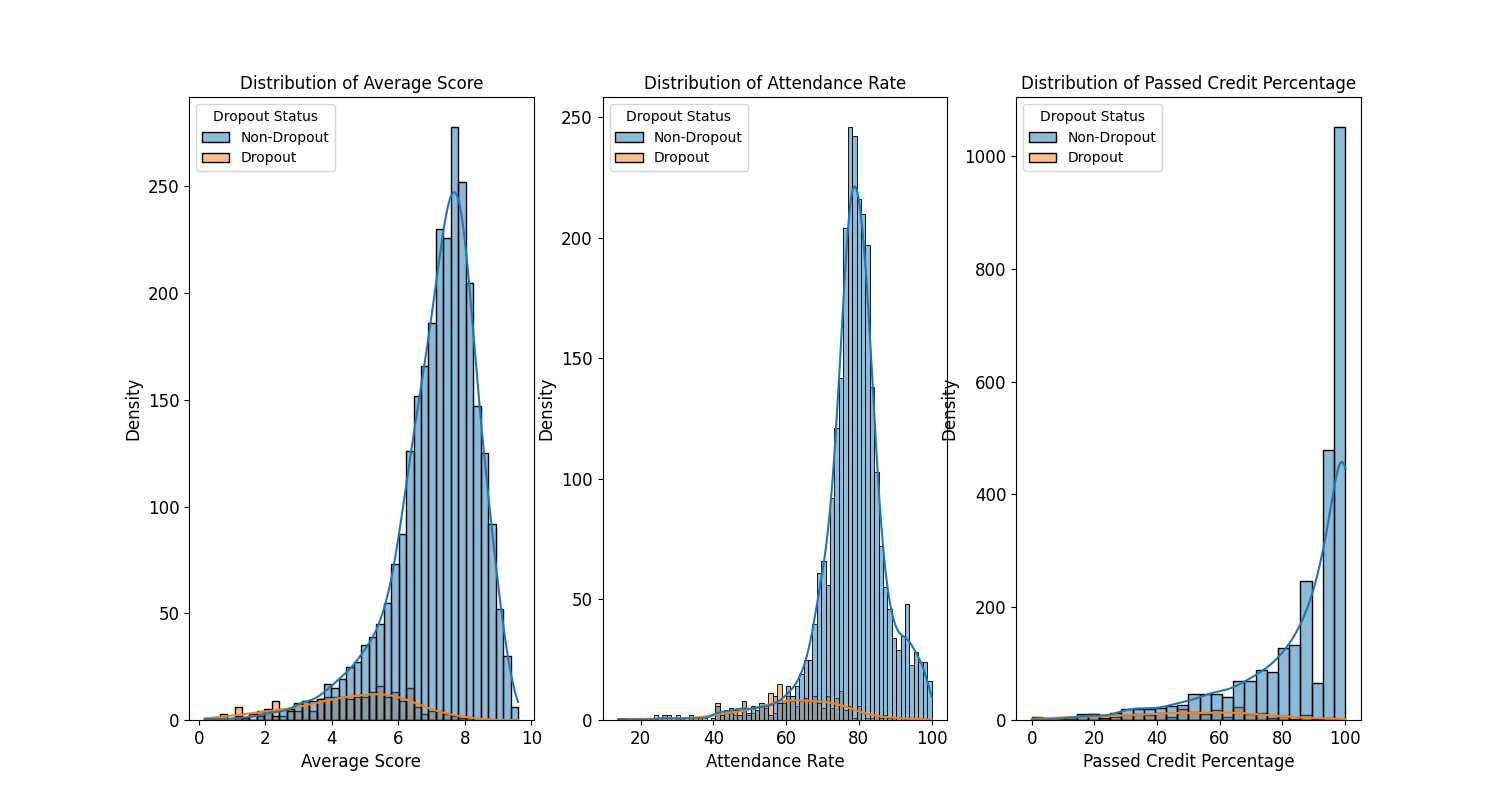 Distribution of Average Score
Dropout Status
Non-Dropout
Dropout
250
200
150
100
50
0
Density
0 2 4 6 8 10
Average Score
Distribution of Attendance Rate
Dropout Status
Non-Dropout
Dropout
250
200
150
100
50
0
Density
20 40 60 80 100
Attendance Rate
Distribution of Passed Credit Percentage
Dropout Status
Non-Dropout
Dropout
1000
800
600
400
200
0
Density
0 20 40 60 80 100
Passed Credit Percentage